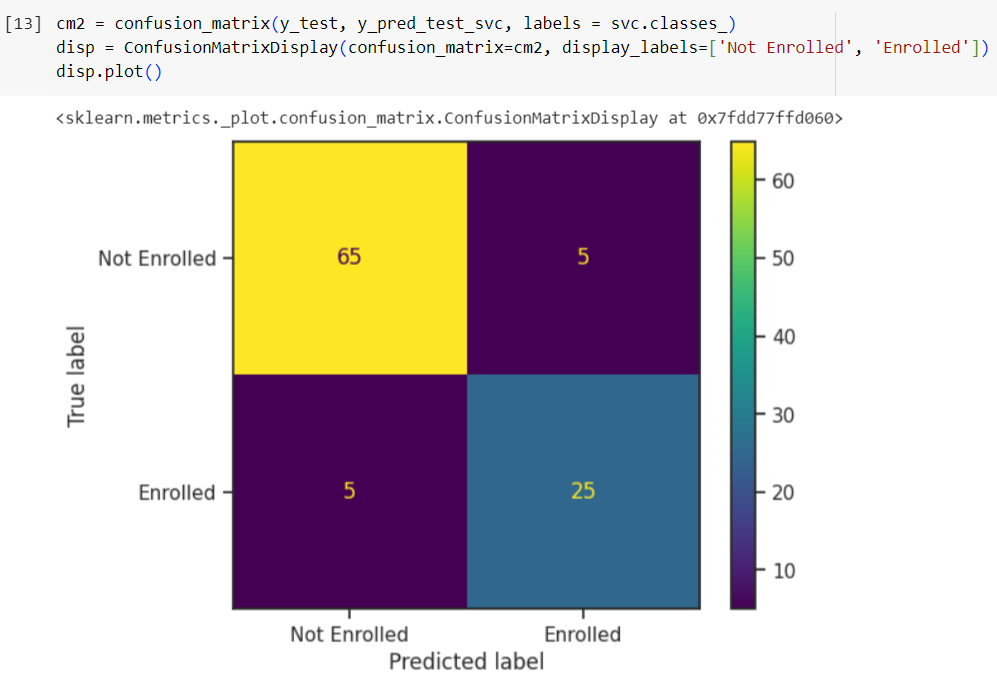 [13] cm2 = confusion_matrix(y_test, y_pred_test_svc, labels = svc.classes_)
disp = ConfusionMatrixDisplay(confusion_matrix=cm2, display_labels=['Not Enrolled', 'Enrolled'])
disp.plot()
<sklearn.metrics._plot.confusion_matrix.ConfusionMatrixDisplay at 0x7fdd77ffd060>
60
Not Enrolled
65
5
50
40
True label
30
Enrolled
5
25
20
10
Not Enrolled
Enrolled
Predicted label